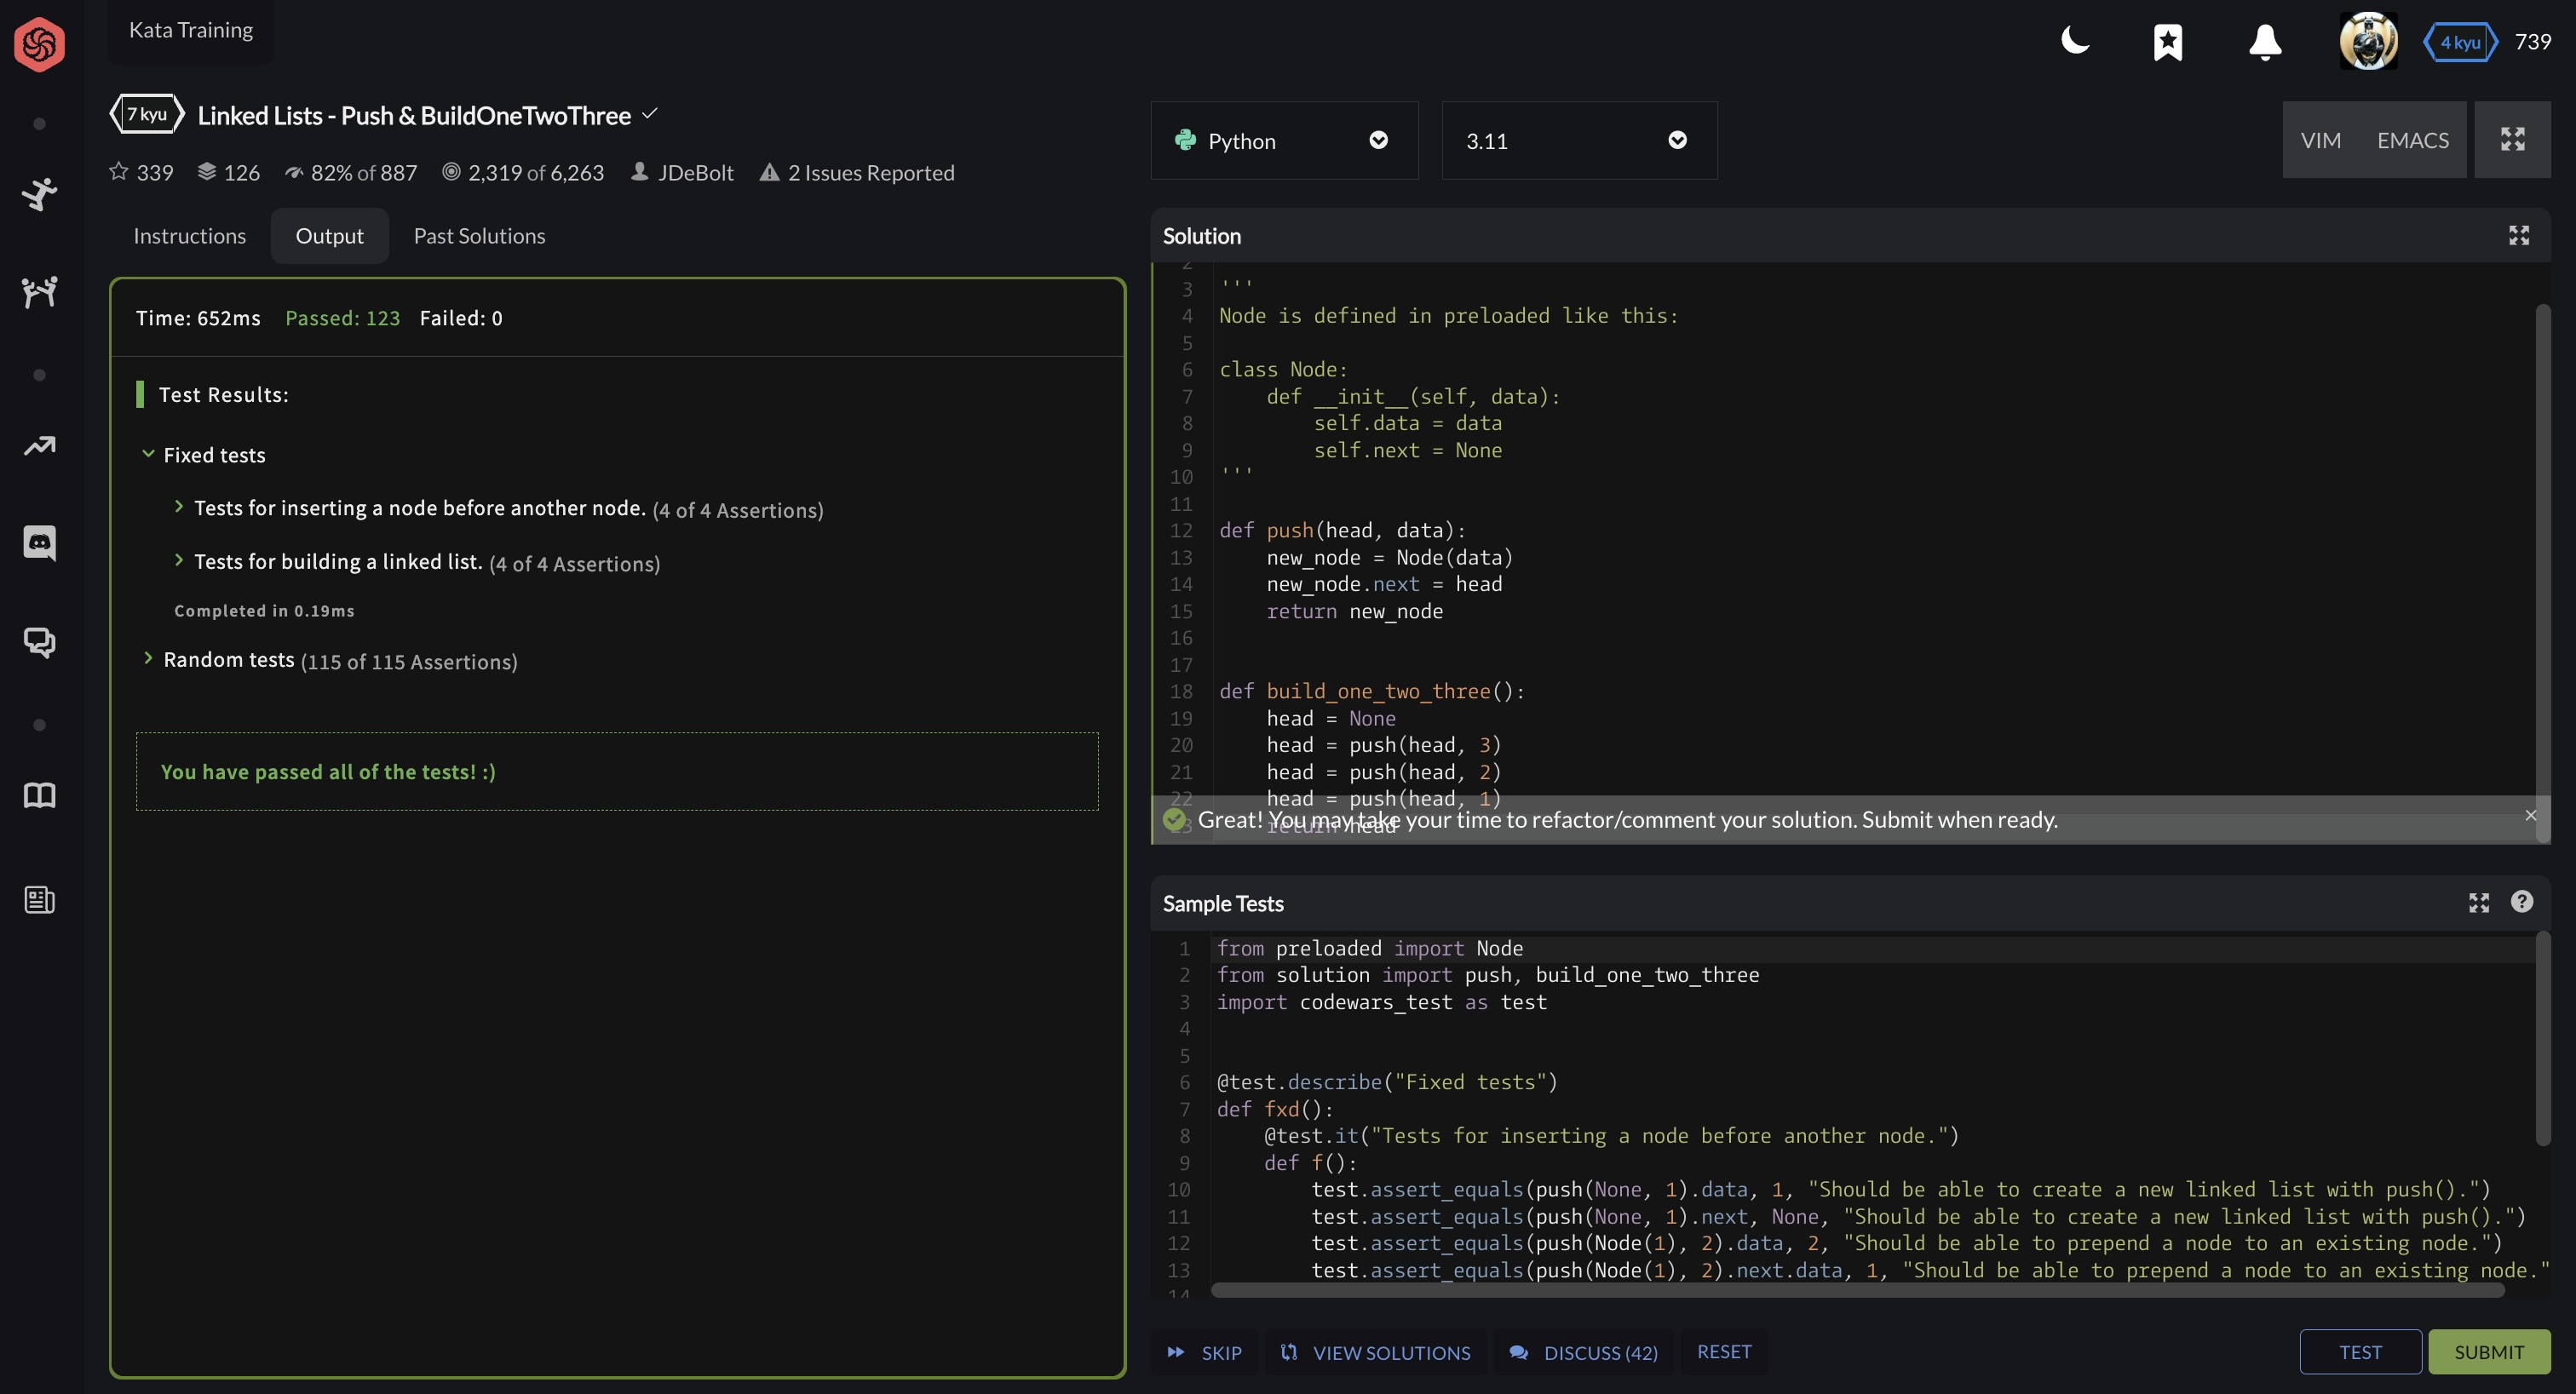 Kata Training
4 kyu 739
7 kyu Linked Lists - Push & BuildOneTwoThree
339 126 82% of 887 2,319 of 6,263 JDeBolt 2 Issues Reported
Instructions Output Past Solutions
Time: 652ms Passed: 123 Failed: 0
Test Results:
Fixed tests
Tests for inserting a node before another node. (4 of 4 Assertions)
Tests for building a linked list. (4 of 4 Assertions)
Completed in 0.19ms
Random tests (115 of 115 Assertions)
You have passed all of the tests! :)
Python 3.11 VIM EMACS
Solution
2
3 '''
4 Node is defined in preloaded like this:
5
6 class Node:
7     def __init__(self, data):
8         self.data = data
9         self.next = None
10 '''
11
12 def push(head, data):
13     new_node = Node(data)
14     new_node.next = head
15     return new_node
16
17
18 def build_one_two_three():
19     head = None
20     head = push(head, 3)
21     head = push(head, 2)
22     head = push(head, 1)
23     return head
Great! You may take your time to refactor/comment your solution. Submit when ready.
Sample Tests
1 from preloaded import Node
2 from solution import push, build_one_two_three
3 import codewars_test as test
4
5
6 @test.describe("Fixed tests")
7 def fxd():
8     @test.it("Tests for inserting a node before another node.")
9     def f():
10         test.assert_equals(push(None, 1).data, 1, "Should be able to create a new linked list with push().")
11         test.assert_equals(push(None, 1).next, None, "Should be able to create a new linked list with push().")
12         test.assert_equals(push(Node(1), 2).data, 2, "Should be able to prepend a node to an existing node.")
13         test.assert_equals(push(Node(1), 2).next.data, 1, "Should be able to prepend a node to an existing node."
14
SKIP VIEW SOLUTIONS DISCUSS (42) RESET TEST SUBMIT